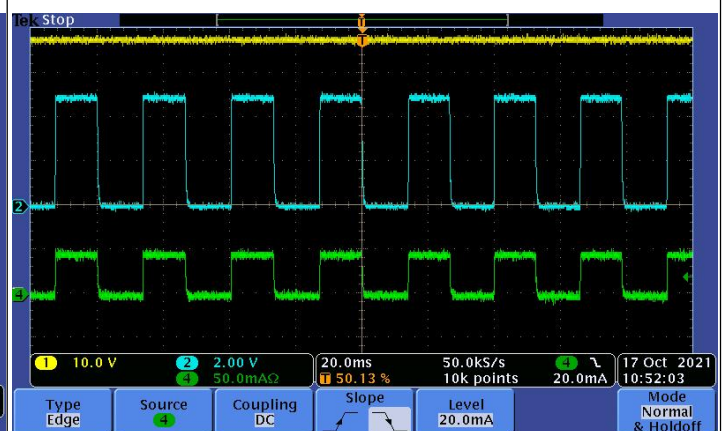 Tek Stop
T
2
4
1 10.0 V 2 2.00 V 20.0ms 50.0kS/s 4 17 Oct 2021
4 50.0mAΩ T 50.13 % 10k points 20.0mA 10:52:03
Type Source Coupling Slope Level Mode
Edge 4 DC 20.0mA Normal
& Holdoff